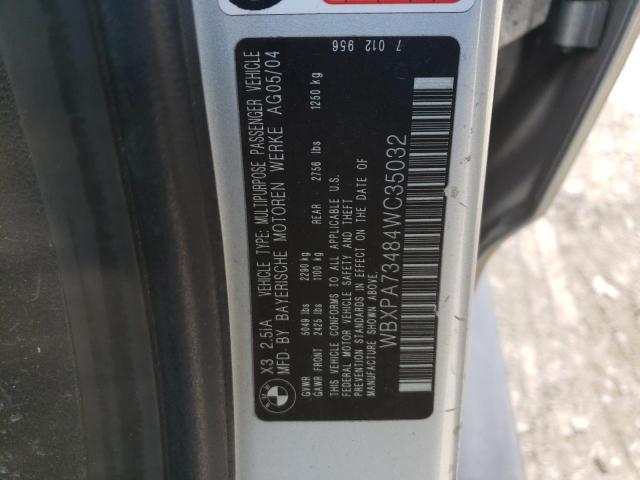 X3 2.5iA VEHICLE TYPE: MULTIPURPOSE PASSENGER VEHICLE
MFD BY BAYERISCHE MOTOREN WERKE AG05/04
GVWR 5049 lbs 2290 kg
GAWR FRONT 2425 lbs 1100 kg REAR 2756 lbs 1250 kg
THIS VEHICLE CONFORMS TO ALL APPLICABLE U.S.
FEDERAL MOTOR VEHICLE SAFETY AND THEFT
PREVENTION STANDARDS IN EFFECT ON THE DATE OF
MANUFACTURE SHOWN ABOVE.
WBXPA73484WC35032
7 012 956